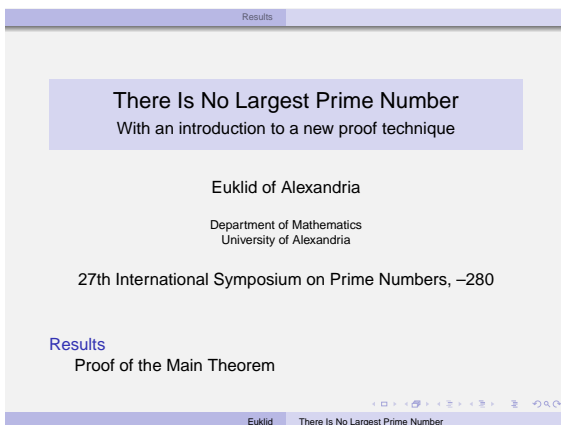 Results
There Is No Largest Prime Number
With an introduction to a new proof technique
Euklid of Alexandria
Department of Mathematics
University of Alexandria
27th International Symposium on Prime Numbers, –280
Results
Proof of the Main Theorem
Euklid There Is No Largest Prime Number